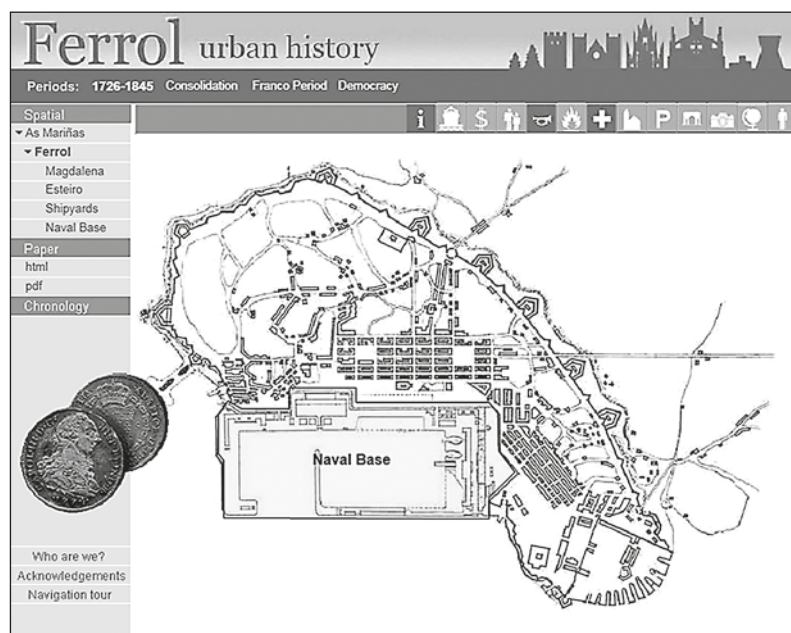 Ferrol urban history
Periods: 1726-1845 Consolidation Franco Period Democracy
Spatial
As Mariñas
Ferrol
Magdalena
Esteiro
Shipyards
Naval Base
Paper
html
pdf
Chronology
Who are we?
Acknowledgements
Navigation tour
i $ P
Naval Base